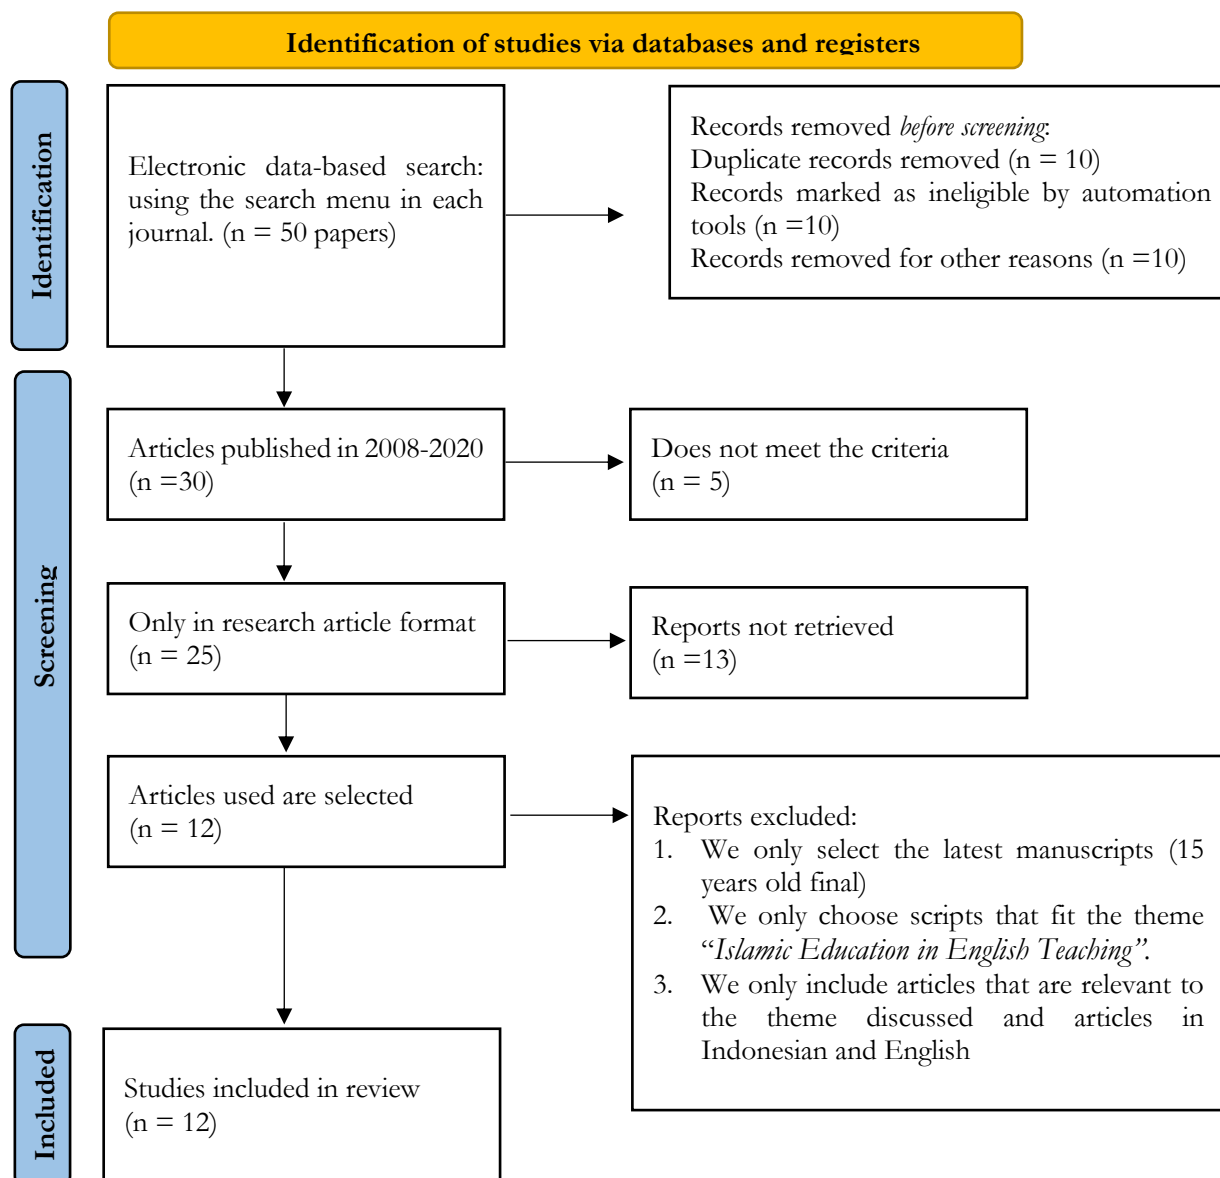 Identification of studies via databases and registers
Identification
Electronic data-based search:
using the search menu in each
journal. (n = 50 papers)
Records removed before screening:
Duplicate records removed (n = 10)
Records marked as ineligible by automation
tools (n =10)
Records removed for other reasons (n =10)
Screening
Articles published in 2008-2020
(n =30)
Does not meet the criteria
(n = 5)
Only in research article format
(n = 25)
Reports not retrieved
(n =13)
Articles used are selected
(n = 12)
Reports excluded:
1. We only select the latest manuscripts (15
years old final)
2. We only choose scripts that fit the theme
“Islamic Education in English Teaching”.
3. We only include articles that are relevant to
the theme discussed and articles in
Indonesian and English
Included
Studies included in review
(n = 12)